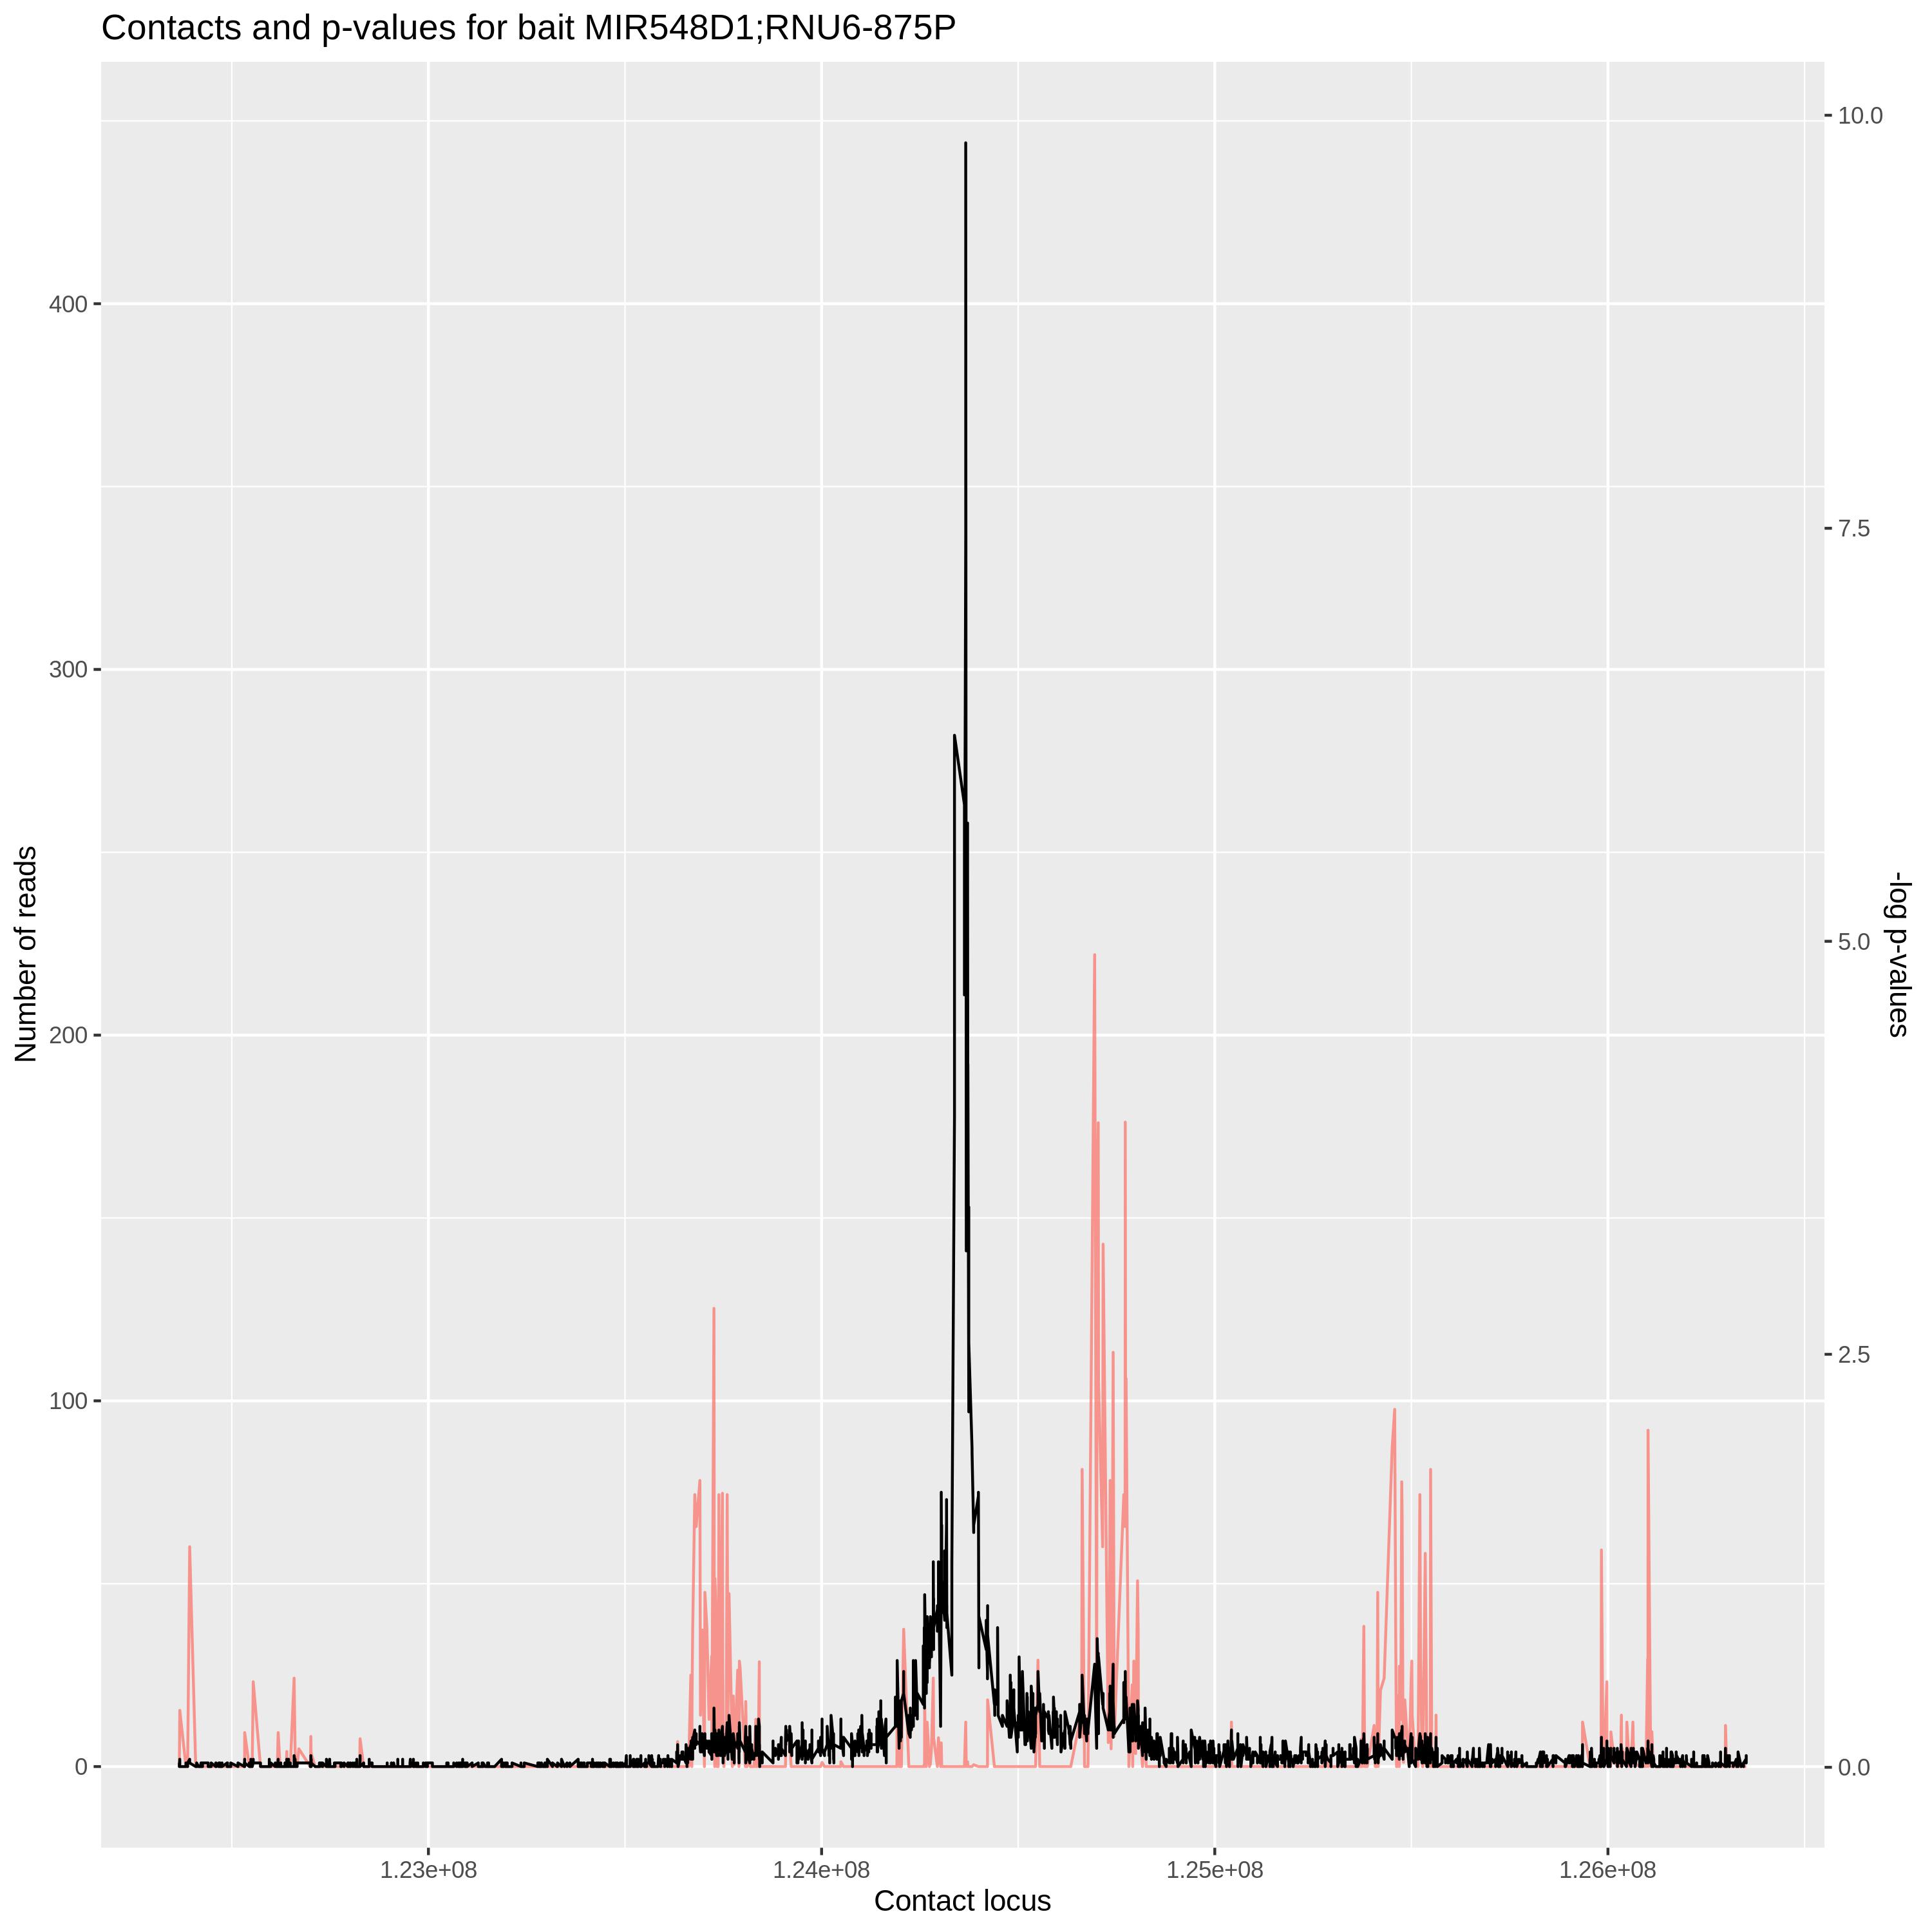 Contacts and p-values for bait MIR548D1;RNU6-875P
Number of reads
400
300
200
100
0
10.0
7.5
5.0
2.5
0.0
-log p-values
1.23e+08
1.24e+08
1.25e+08
1.26e+08
Contact locus